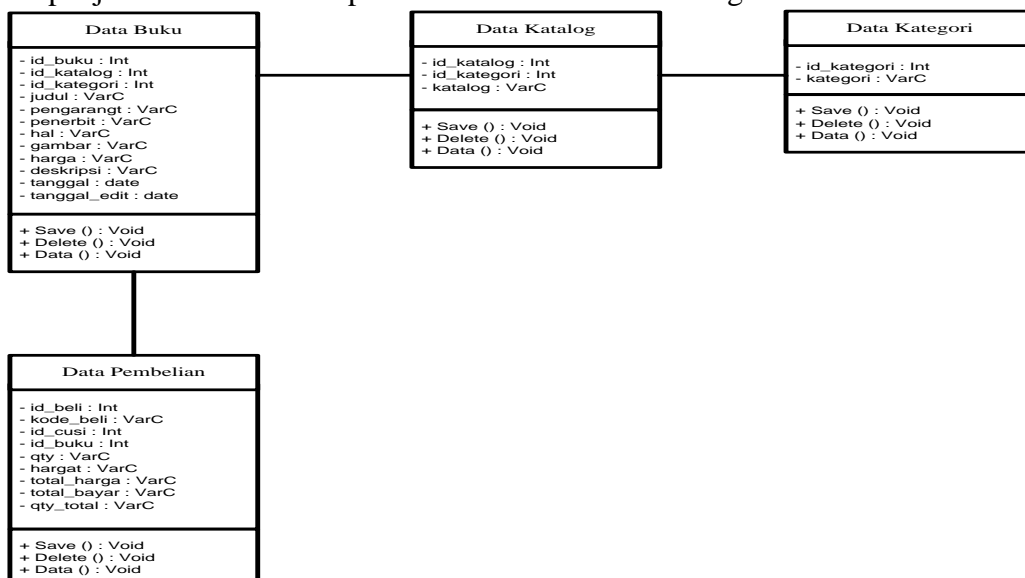 Data Buku
- id_buku : Int
- id_katalog : Int
- id_kategori : Int
- judul : VarC
- pengarangt : VarC
- penerbit : VarC
- hal : VarC
- gambar : VarC
- harga : VarC
- deskripsi : VarC
- tanggal : date
- tanggal_edit : date
+ Save () : Void
+ Delete () : Void
+ Data () : Void
Data Katalog
- id_katalog : Int
- id_kategori : Int
- katalog : VarC
+ Save () : Void
+ Delete () : Void
+ Data () : Void
Data Kategori
- id_kategori : Int
- kategori : VarC
+ Save () : Void
+ Delete () : Void
+ Data () : Void
Data Pembelian
- id_beli : Int
- kode_beli : VarC
- id_cusi : Int
- id_buku : Int
- qty : VarC
- hargat : VarC
- total_harga : VarC
- total_bayar : VarC
- qty_total : VarC
+ Save () : Void
+ Delete () : Void
+ Data () : Void